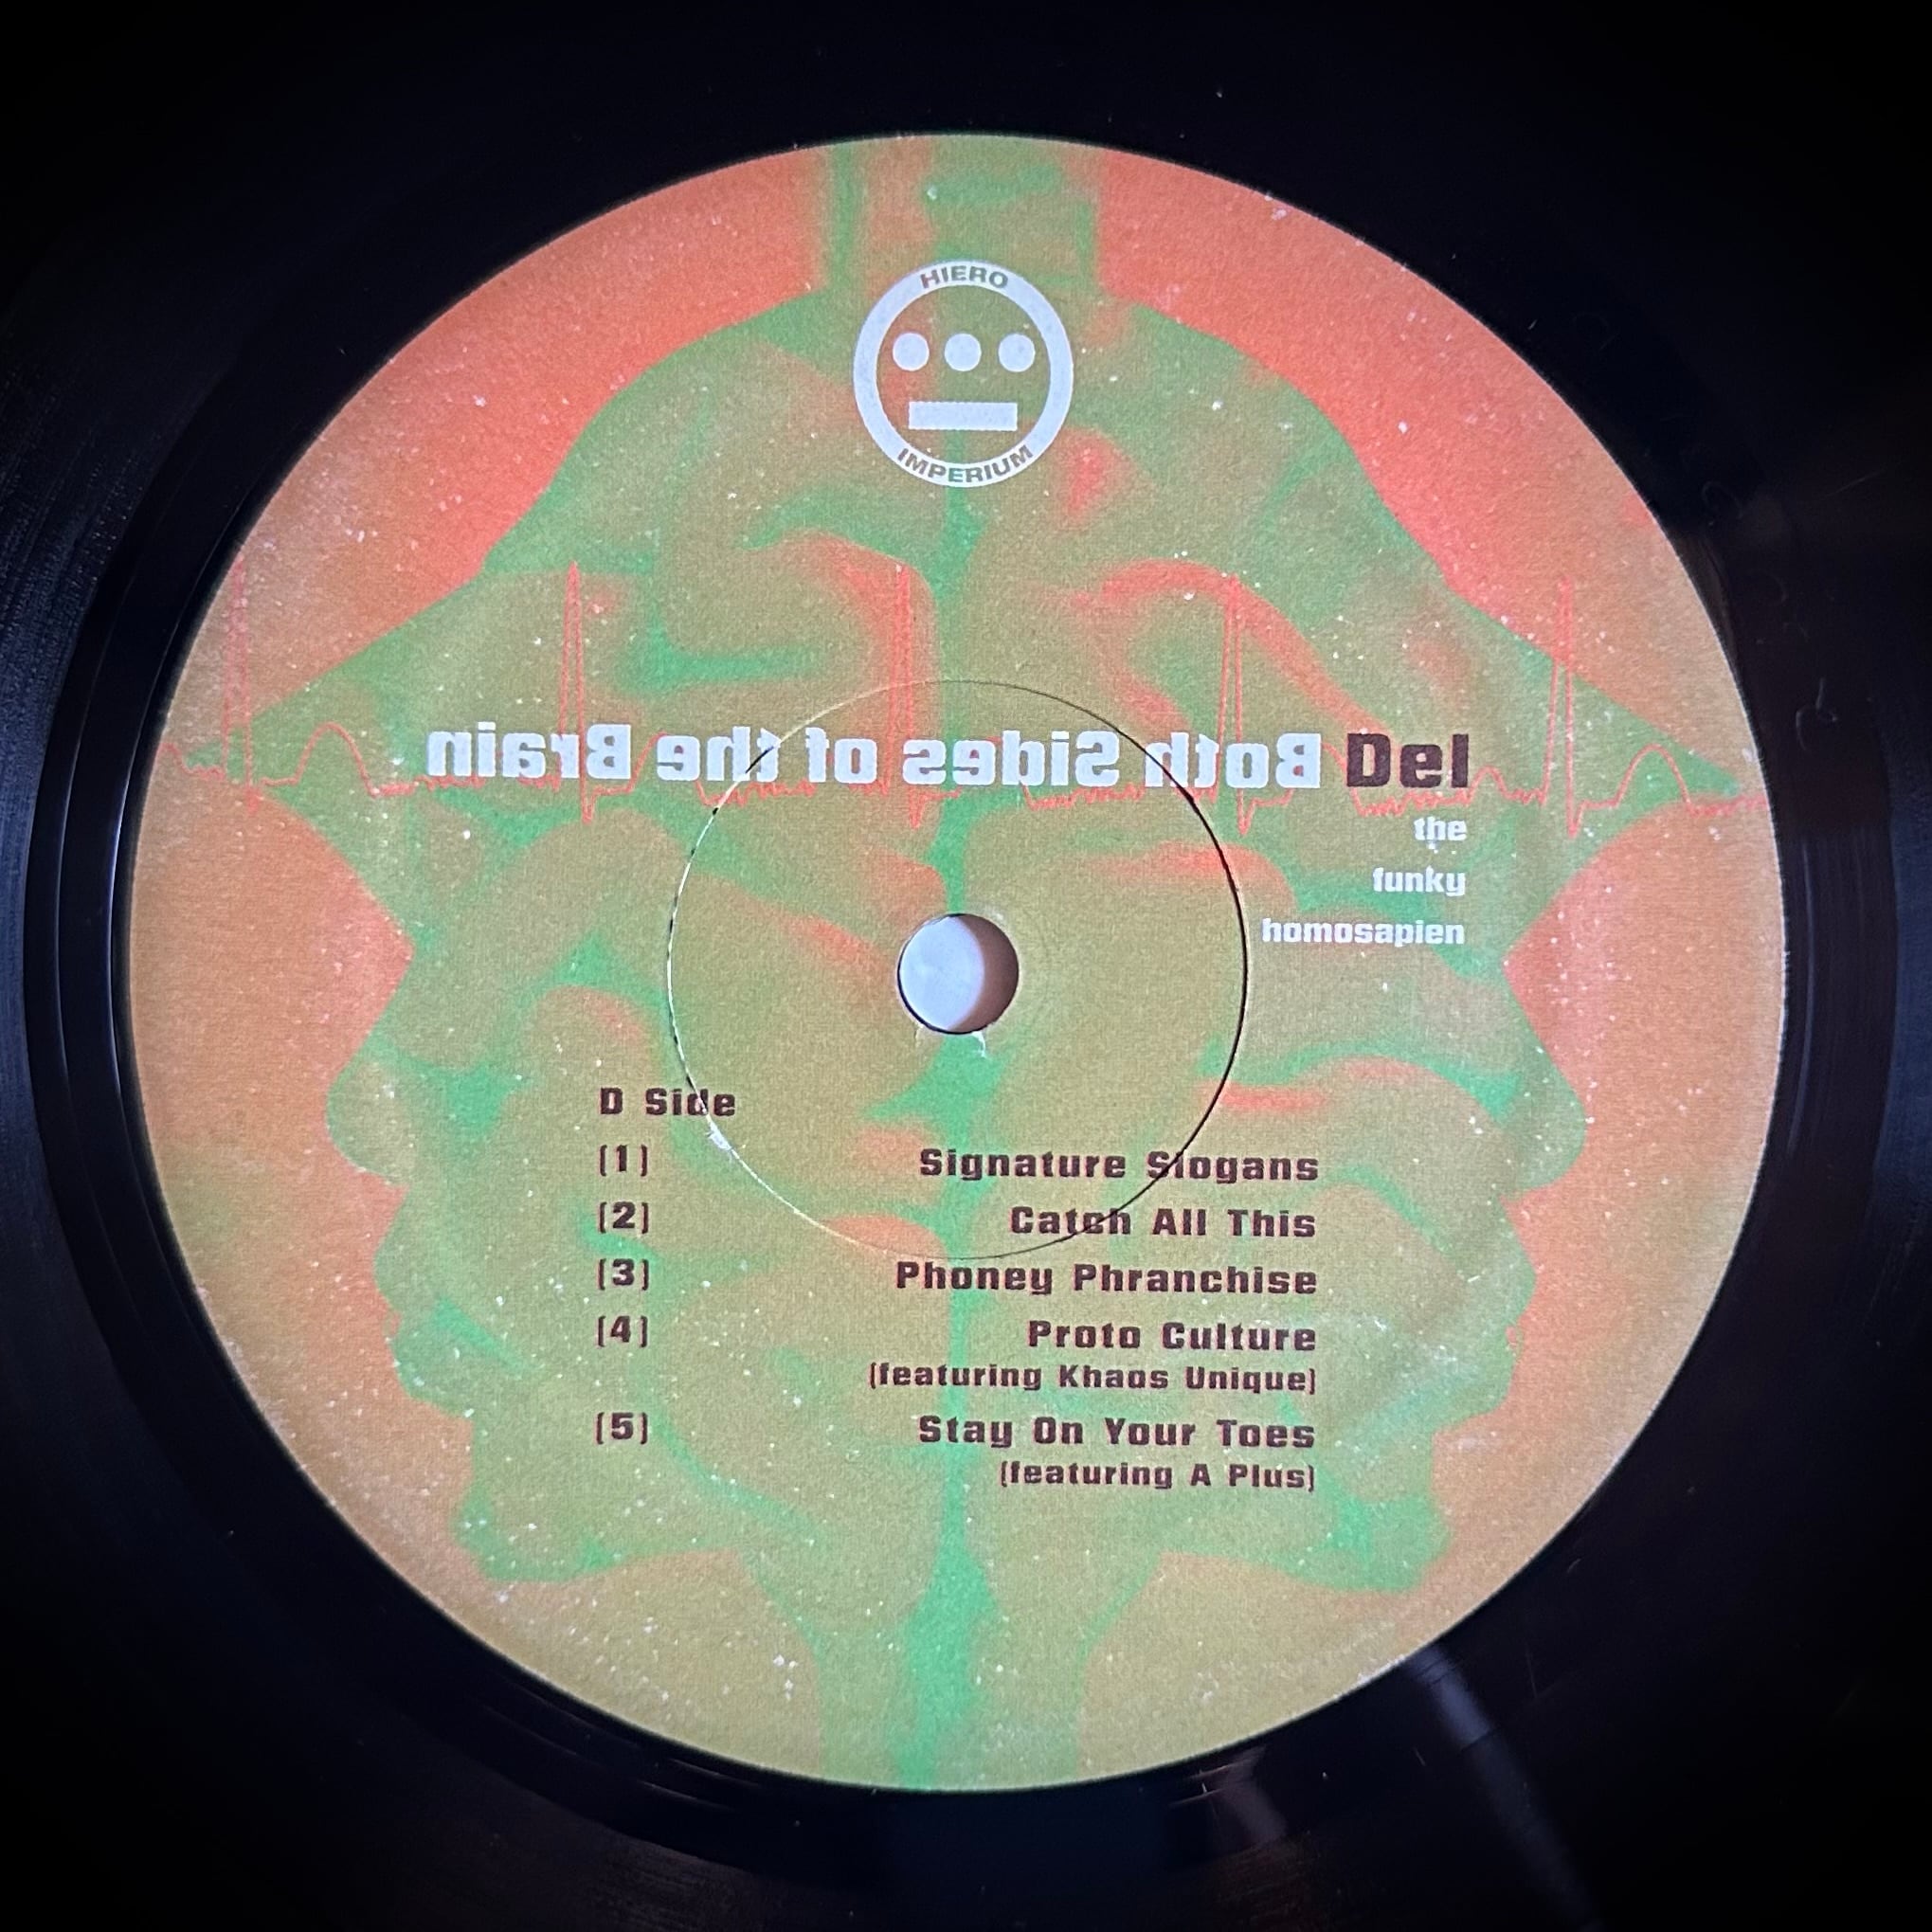 HIERO
IMPERIUM
Both Sides of the Brain Del
the
funky
homosapien
D Side
(1) Signature Slogans
(2) Catch All This
(3) Phoney Phranchise
(4) Proto Culture
(featuring Khaos Unique)
(5) Stay On Your Toes
(featuring A Plus)